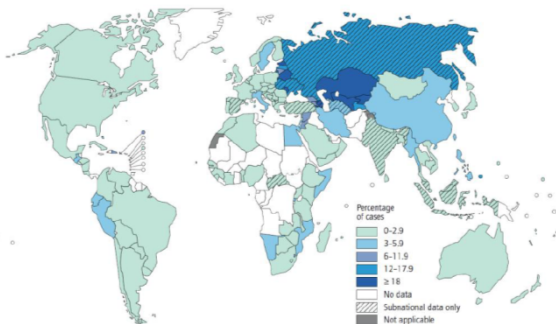 Percentage
of cases
0–2.9
3–5.9
6–11.9
12–17.9
≥ 18
No data
Subnational data only
Not applicable